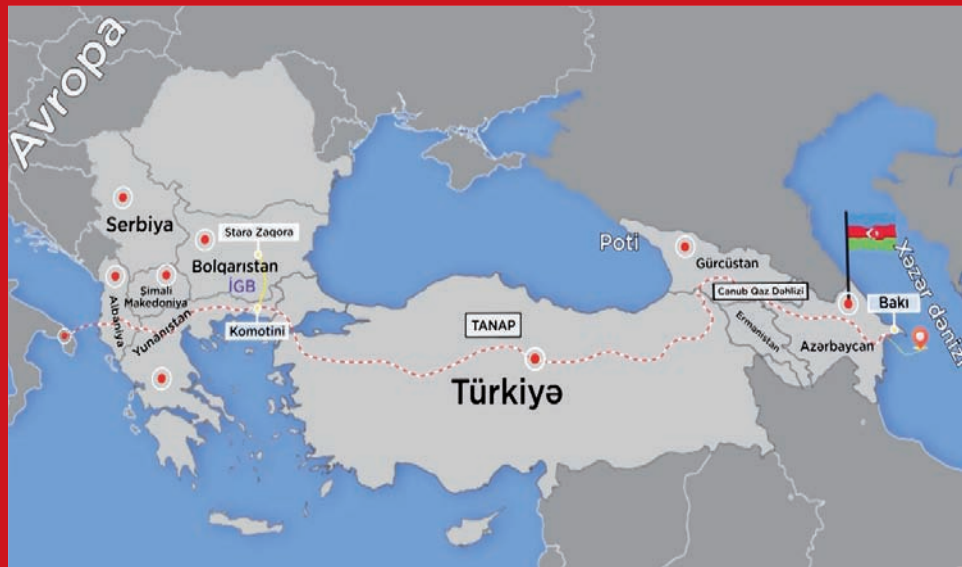 Avropa
Serbiya
Stara Zaqora
Bolqarıstan
İGB
Şimali
Makedoniya
Albaniya
Yunanıstan
Komotini
TANAP
Türkiyə
Poti
Gürcüstan
Cənub Qaz Dəhlizi
Ermənistan
Azərbaycan
Bakı
Xəzər dənizi